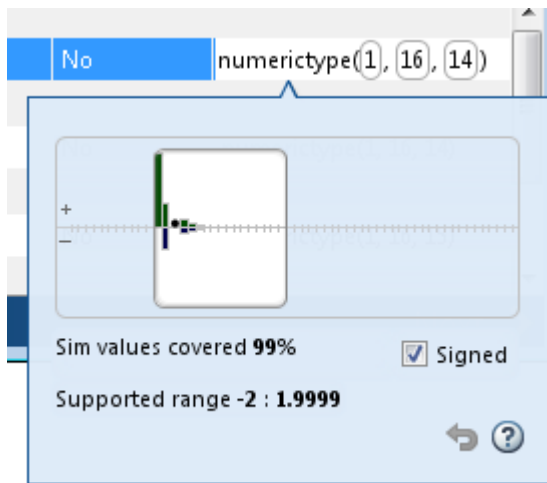 No numerictype(1, 16, 14)
+
–
Sim values covered 99%
Signed
Supported range -2 : 1.9999
?